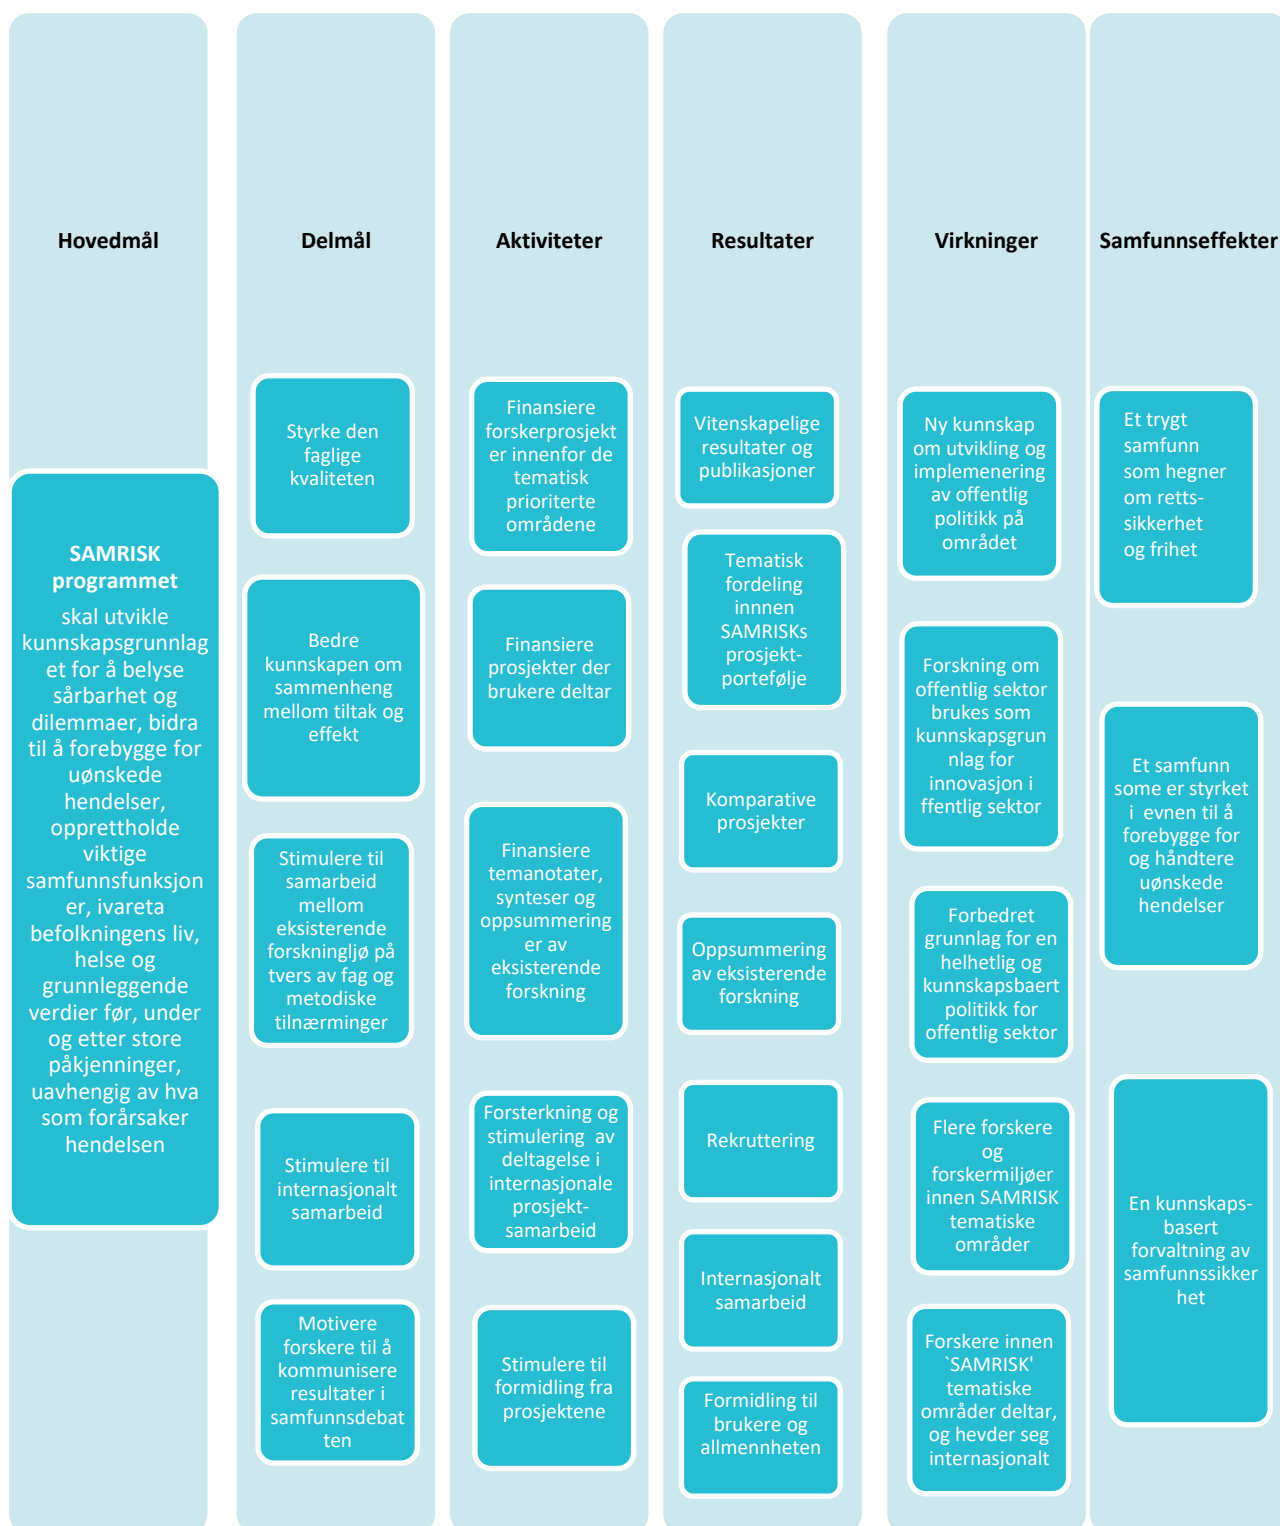 Hovedmål
SAMRISK
programmet
skal utvikle
kunnskapsgrunnlag
et for å belyse
sårbarhet og
dilemmaer, bidra
til å forebygge for
uønskede
hendelser,
opprettholde
viktige
samfunnsfunksjon
er, ivareta
befolkningens liv,
helse og
grunnleggende
verdier før, under
og etter store
påkjenninger,
uavhengig av hva
som forårsaker
hendelsen
Delmål
Styrke den
faglige
kvaliteten
Bedre
kunnskapen om
sammenheng
mellom tiltak og
effekt
Stimulere til
samarbeid
mellom
eksisterende
forskningljø på
tvers av fag og
metodiske
tilnærminger
Stimulere til
internasjonalt
samarbeid
Motivere
forskere til å
kommunisere
resultater i
samfunnsdebat
ten
Aktiviteter
Finansiere
forskerprosjekt
er innenfor de
tematisk
prioriterte
områdene
Finansiere
prosjekter der
brukere deltar
Finansiere
temanotater,
synteser og
oppsummering
er av
eksisterende
forskning
Forsterkning og
stimulering av
deltagelse i
internasjonale
prosjekt-
samarbeid
Stimulere til
formidling fra
prosjektene
Resultater
Vitenskapelige
resultater og
publikasjoner
Tematisk
fordeling
innnen
SAMRISKs
prosjekt-
portefølje
Komparative
prosjekter
Oppsummering
av eksisterende
forskning
Rekruttering
Internasjonalt
samarbeid
Formidling til
brukere og
allmennheten
Virkninger
Ny kunnskap
om utvikling og
implemenering
av offentlig
politikk på
området
Forskning om
offentlig sektor
brukes som
kunnskapsgrun
nlag for
innovasjon i
ffentlig sektor
Forbedret
grunnlag for en
helhetlig og
kunnskapsbaert
politikk for
offentlig sektor
Flere forskere
og
forskermiljøer
innen SAMRISK
tematiske
områder
Forskere innen
`SAMRISK'
tematiske
områder deltar,
og hevder seg
internasjonalt
Samfunnseffekter
Et trygt
samfunn
som hegner
om retts-
sikkerhet
og frihet
Et samfunn
some er styrket
i evnen til å
forebygge for
og håndtere
uønskede
hendelser
En kunnskaps-
basert
forvaltning av
samfunnssikker
het